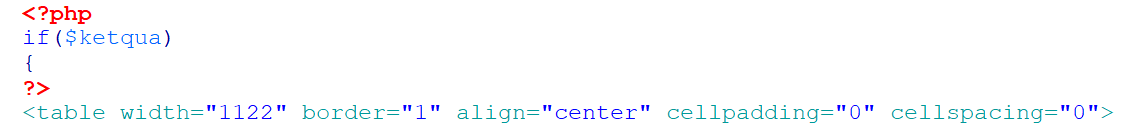 <?php
if($ketqua)
{
?>
<table width="1122" border="1" align="center" cellpadding="0" cellspacing="0">